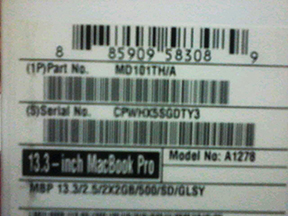 8 85909 58308 9
(1P)Part No. MD101TH/A
(S)Serial No. CPWHX5SGDTY3
13.3-inch MacBook Pro
Model No: A1278
MBP 13.3/2.5/2X2GB/500/SD/GLSY